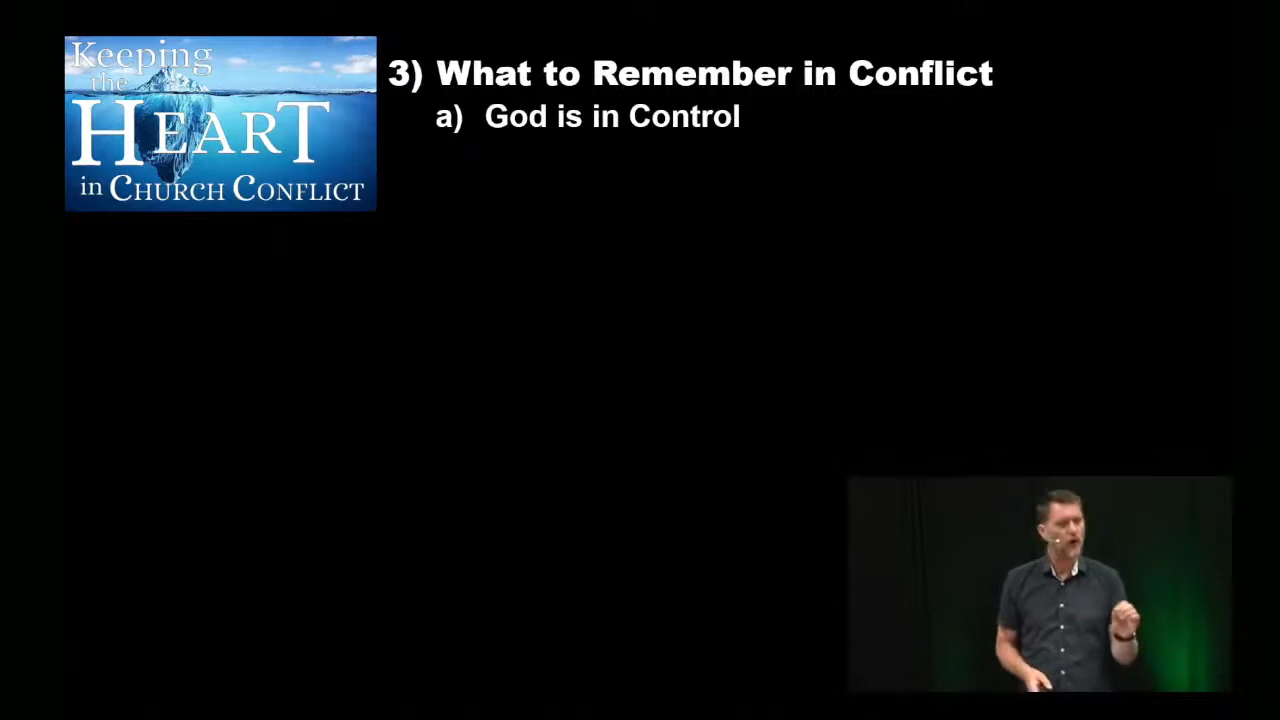 Keeping
the
HEART
in CHURCH CONFLICT
3) What to Remember in Conflict
a) God is in Control